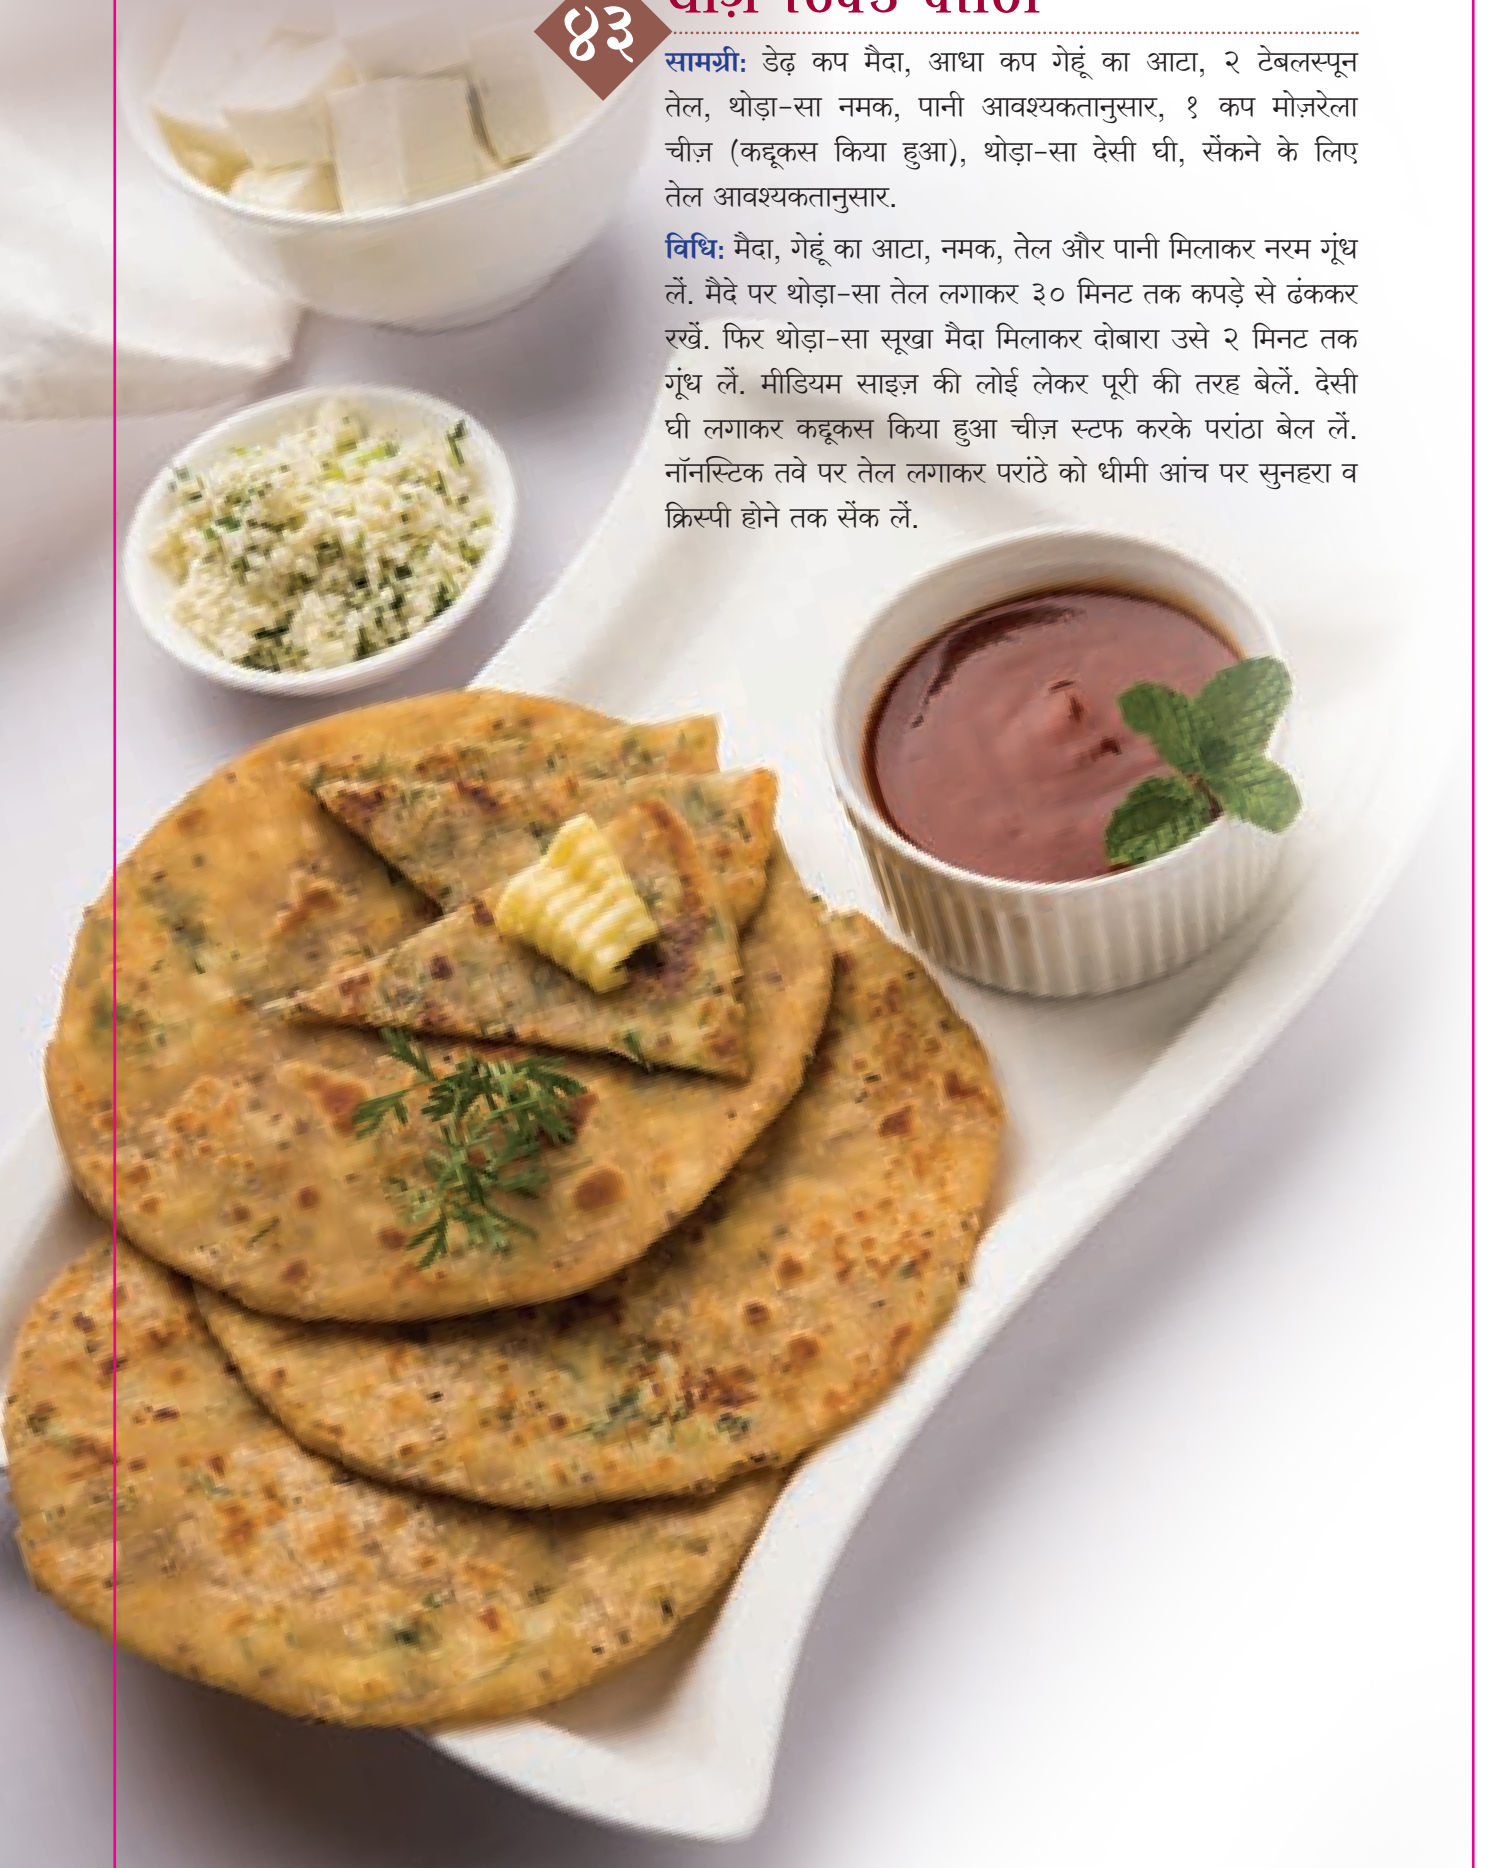 ४३
सामग्री: डेढ़ कप मैदा, आधा कप गेहूं का आटा, २ टेबलस्पून
तेल, थोड़ा-सा नमक, पानी आवश्यकतानुसार, १ कप मोज़रेला
चीज़ (कद्दूकस किया हुआ), थोड़ा-सा देसी घी, सेंकने के लिए
तेल आवश्यकतानुसार.
विधि: मैदा, गेहूं का आटा, नमक, तेल और पानी मिलाकर नरम गूंध
लें. मैदे पर थोड़ा-सा तेल लगाकर ३० मिनट तक कपड़े से ढंककर
रखें. फिर थोड़ा-सा सूखा मैदा मिलाकर दोबारा उसे २ मिनट तक
गूंध लें. मीडियम साइज़ की लोई लेकर पूरी की तरह बेलें. देसी
घी लगाकर कद्दूकस किया हुआ चीज़ स्टफ करके परांठा बेल लें.
नॉनस्टिक तवे पर तेल लगाकर परांठे को धीमी आंच पर सुनहरा व
क्रिस्पी होने तक सेंक लें.